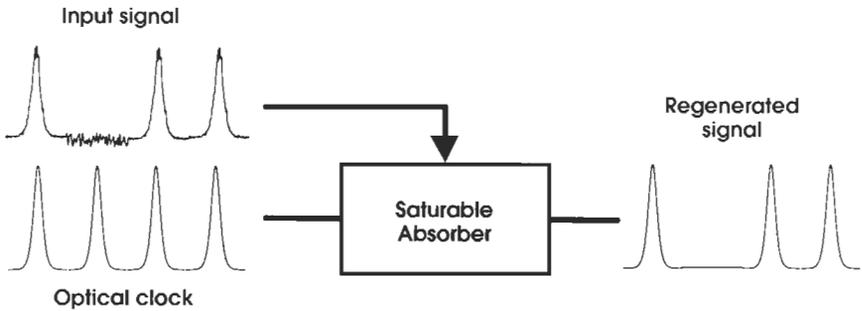 Input signal
Regenerated
signal
Saturable
Absorber
Optical clock